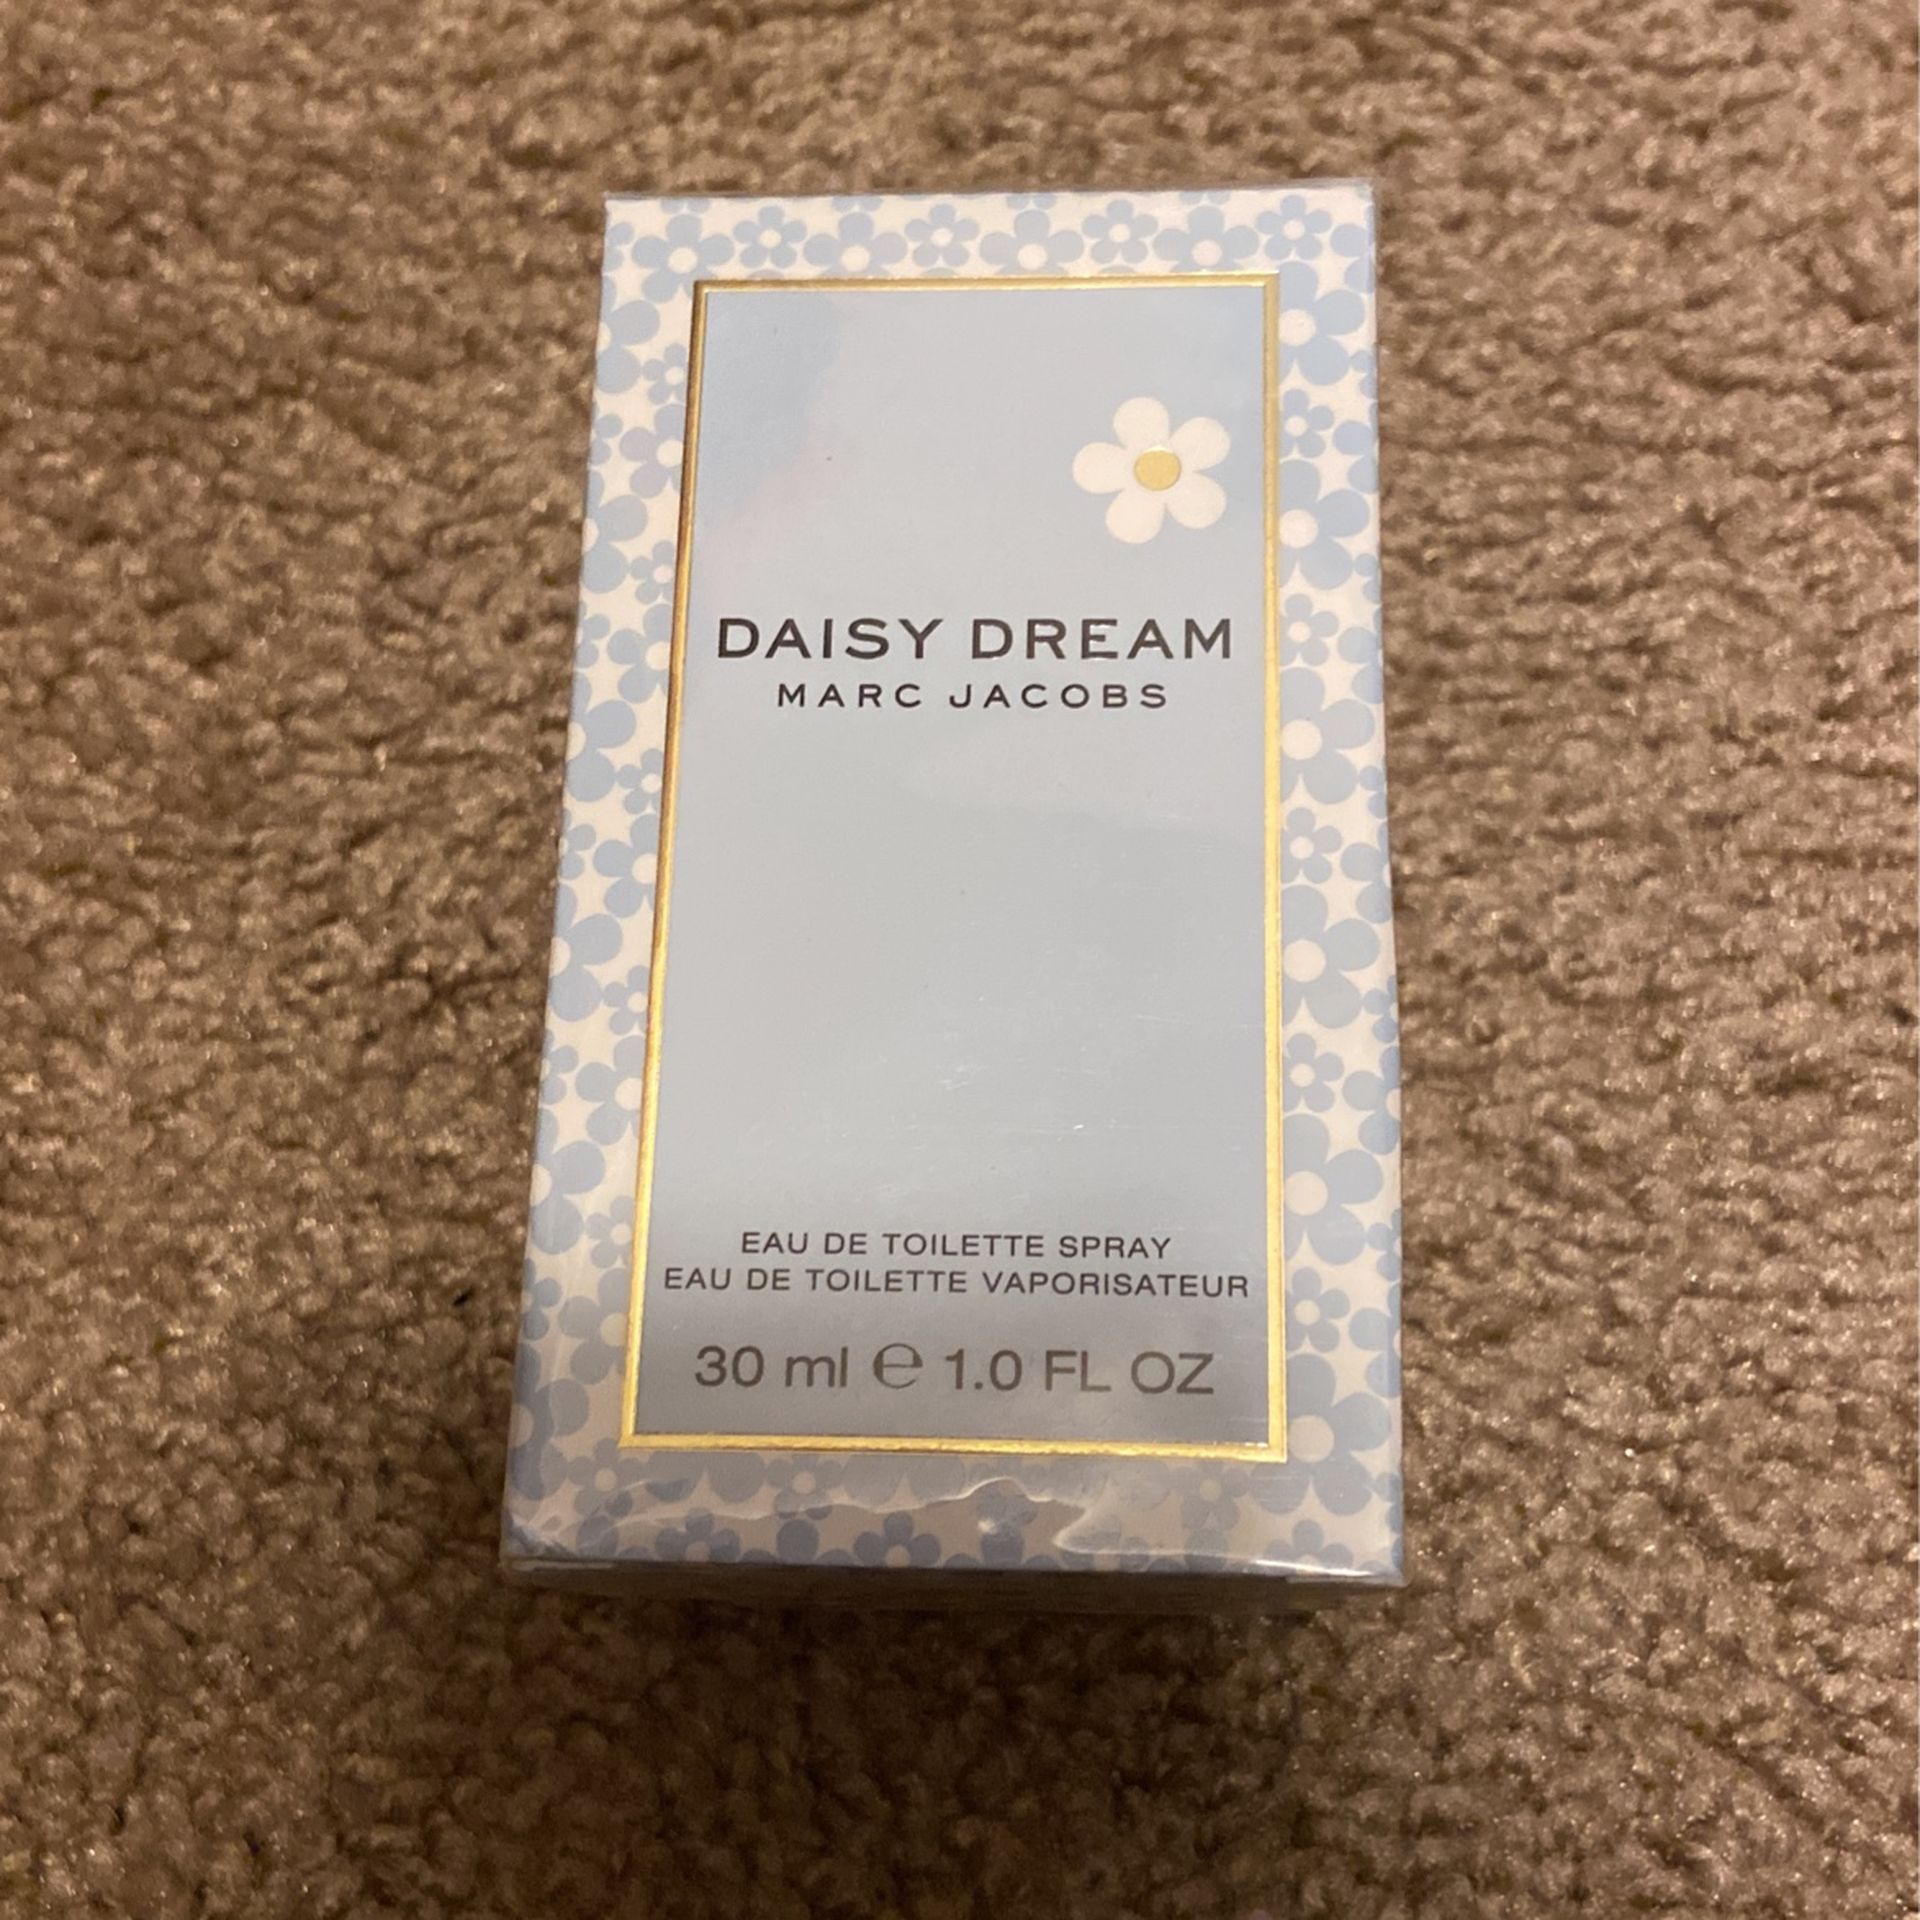 DAISY DREAM
MARC JACOBS
EAU DE TOILETTE SPRAY
EAU DE TOILETTE VAPORISATEUR
30 ml ℮ 1.0 FL OZ